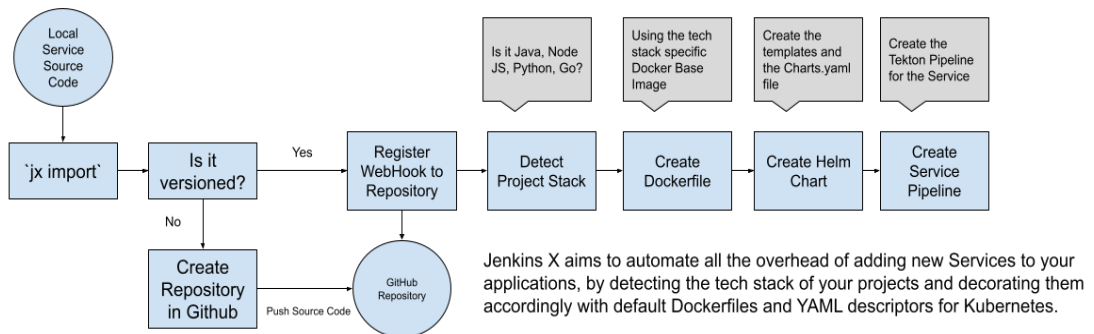 Local
Service
Source
Code
Is it Java, Node
JS, Python, Go?
Using the tech
stack specific
Docker Base
Image
Create the
templates and
the Charts.yaml
file
Create the
Tekton Pipeline
for the Service
`jx import`
Is it
versioned?
Yes
Register
WebHook to
Repository
Detect
Project Stack
Create
Dockerfile
Create Helm
Chart
Create
Service
Pipeline
No
Create
Repository
in Github
Push Source Code
GitHub
Repository
Jenkins X aims to automate all the overhead of adding new Services to your
applications, by detecting the tech stack of your projects and decorating them
accordingly with default Dockerfiles and YAML descriptors for Kubernetes.